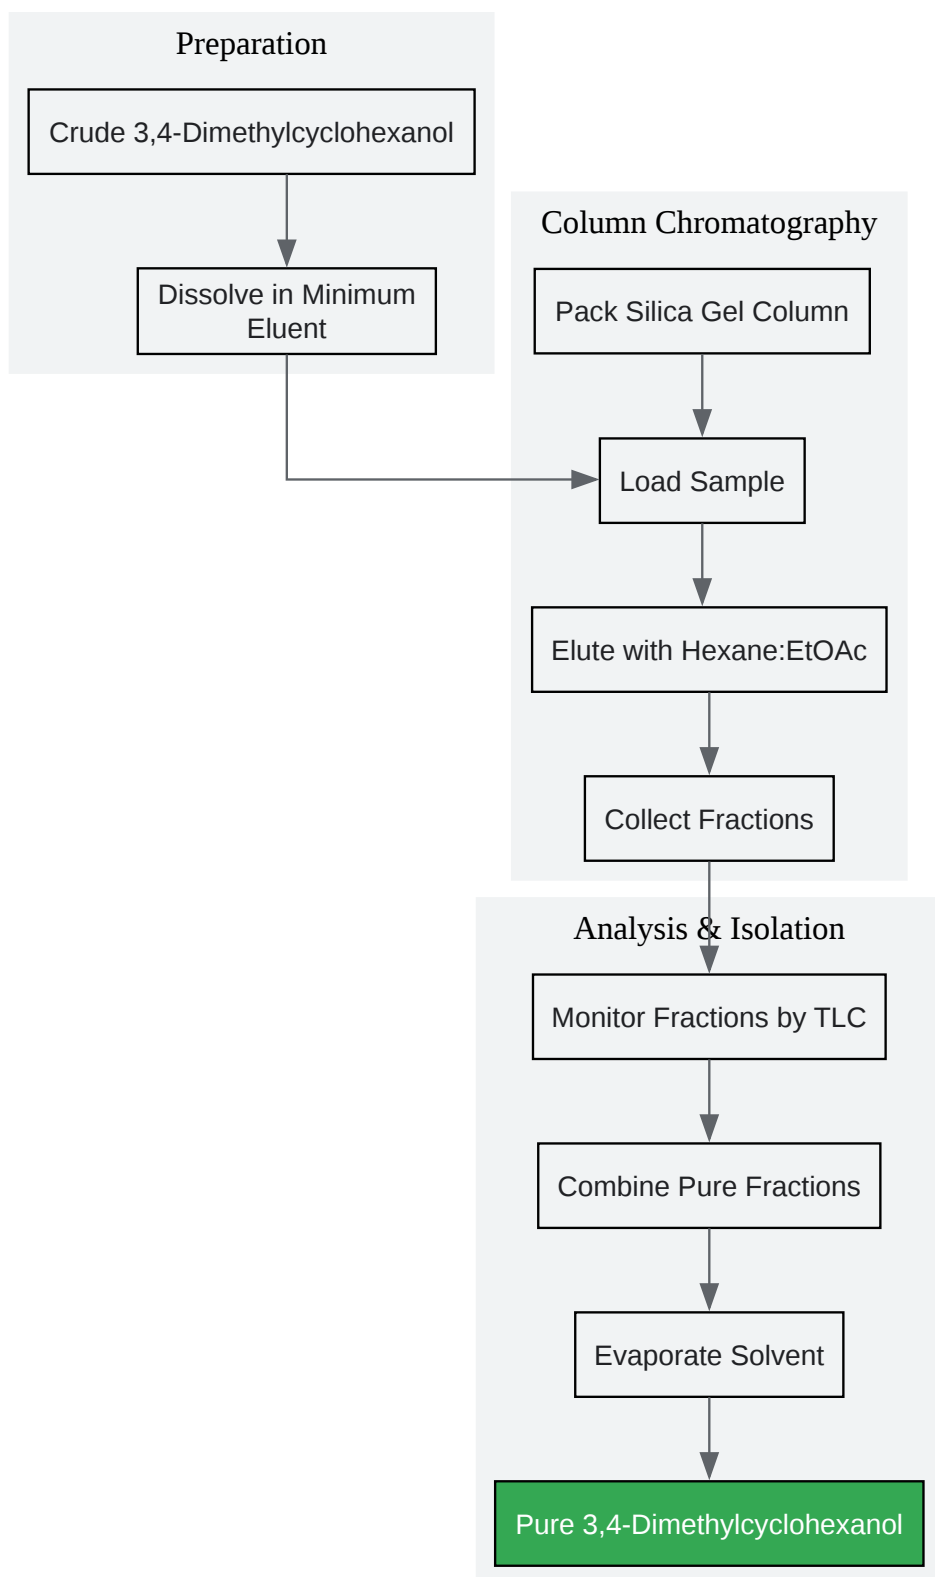 Preparation
Crude 3,4-Dimethylcyclohexanol
Dissolve in Minimum
Eluent
Column Chromatography
Pack Silica Gel Column
Load Sample
Elute with Hexane:EtOAc
Collect Fractions
Analysis & Isolation
Monitor Fractions by TLC
Combine Pure Fractions
Evaporate Solvent
Pure 3,4-Dimethylcyclohexanol